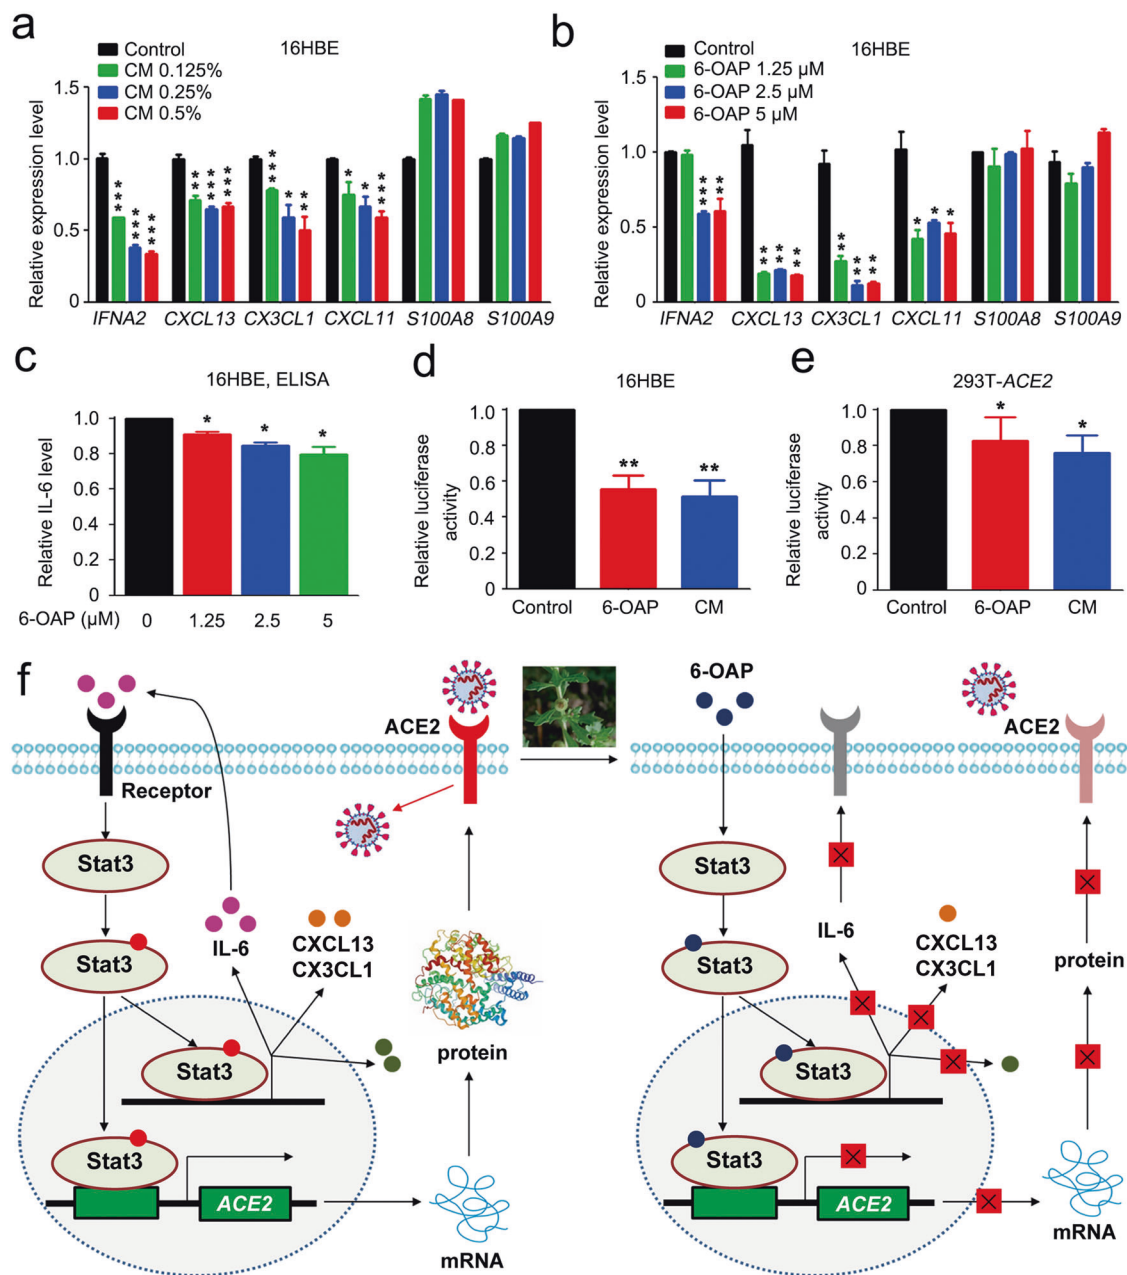 a
16HBE
Control
CM 0.125%
CM 0.25%
CM 0.5%
Relative expression level
1.5
1.0
0.5
0
***
***
***
***
***
***
***
*
**
*
*
***
IFNA2 CXCL13 CX3CL1 CXCL11 S100A8 S100A9
b
16HBE
Control
6-OAP 1.25 µM
6-OAP 2.5 µM
6-OAP 5 µM
Relative expression level
1.5
1.0
0.5
0
***
**
**
**
**
**
**
**
*
*
*
IFNA2 CXCL13 CX3CL1 CXCL11 S100A8 S100A9
c
16HBE, ELISA
Relative IL-6 level
1.0
0.8
0.6
0.4
0.2
0
* * *
6-OAP (µM) 0 1.25 2.5 5
d
16HBE
Relative luciferase
activity
1.0
0.8
0.6
0.4
0.2
0
** **
Control 6-OAP CM
e
293T-ACE2
Relative luciferase
activity
1.0
0.8
0.6
0.4
0.2
0
* *
Control 6-OAP CM
f
ACE2
Receptor
Stat3
Stat3
IL-6
CXCL13
CX3CL1
Stat3
protein
Stat3
ACE2
mRNA
6-OAP
ACE2
Stat3
Stat3
IL-6
CXCL13
CX3CL1
protein
Stat3
Stat3
ACE2
mRNA